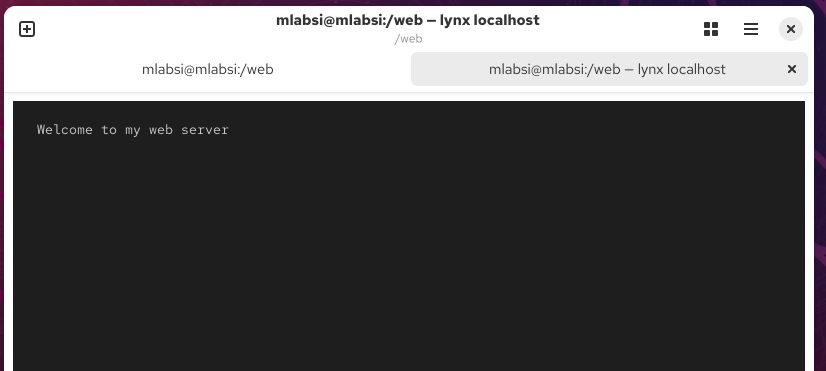 mlabsi@mlabsi:/web — lynx localhost
/web
mlabsi@mlabsi:/web
mlabsi@mlabsi:/web — lynx localhost
Welcome to my web server